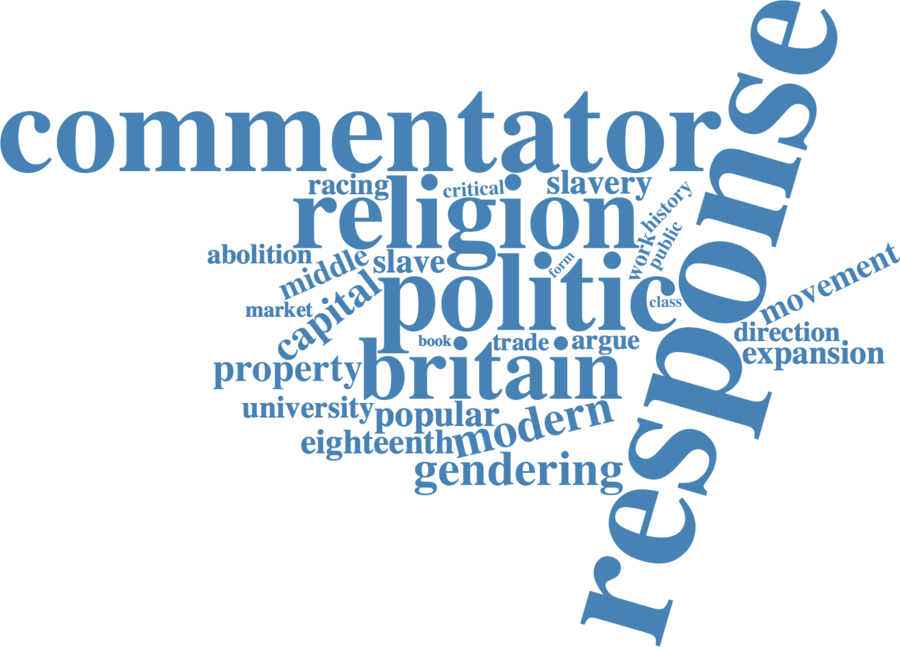 response
commentator
racing
critical
slavery
religion
history
work
public
abolition
middle
slave
form
politic
class
movement
market
capital
book
trade
argue
direction
expansion
property
britain
university
popular
modern
eighteenth
gendering